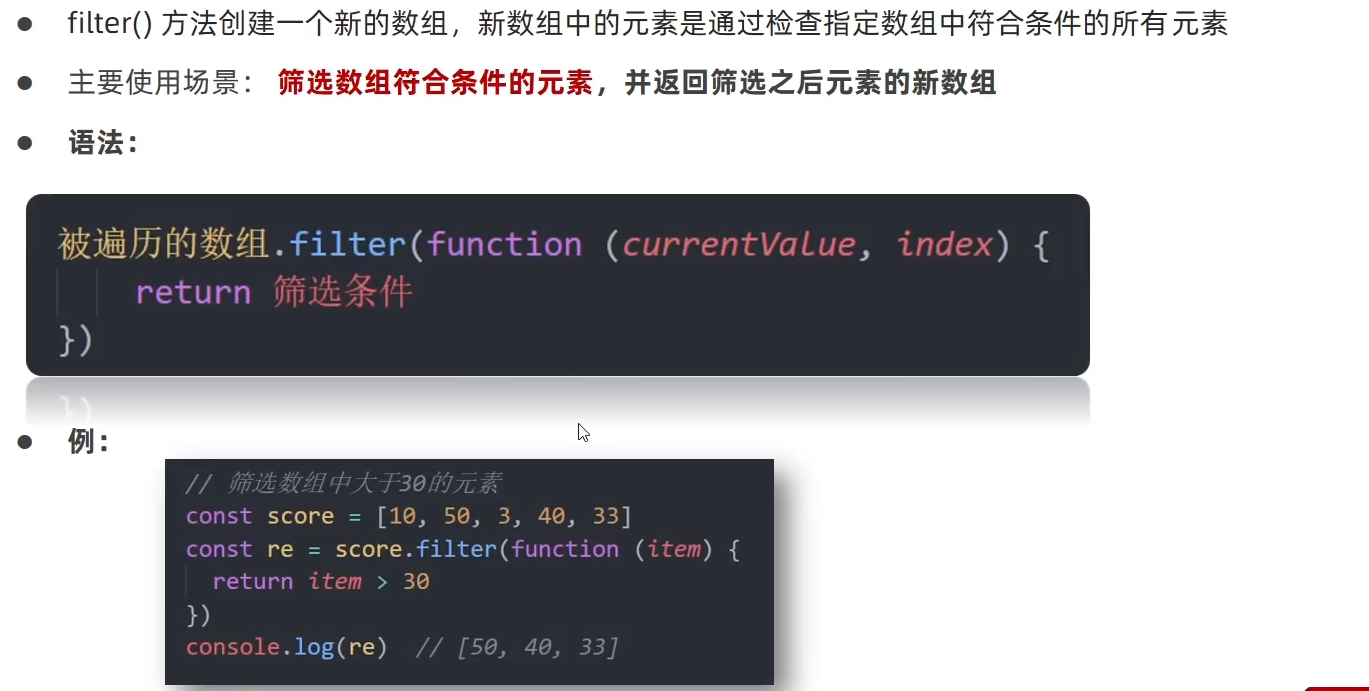 filter() 方法创建一个新的数组，新数组中的元素是通过检查指定数组中符合条件的所有元素
主要使用场景： 筛选数组符合条件的元素，并返回筛选之后元素的新数组
语法：
被遍历的数组.filter(function (currentValue, index) {
return 筛选条件
})
例：
// 筛选数组中大于30的元素
const score = [10, 50, 3, 40, 33]
const re = score.filter(function (item) {
return item > 30
})
console.log(re) // [50, 40, 33]